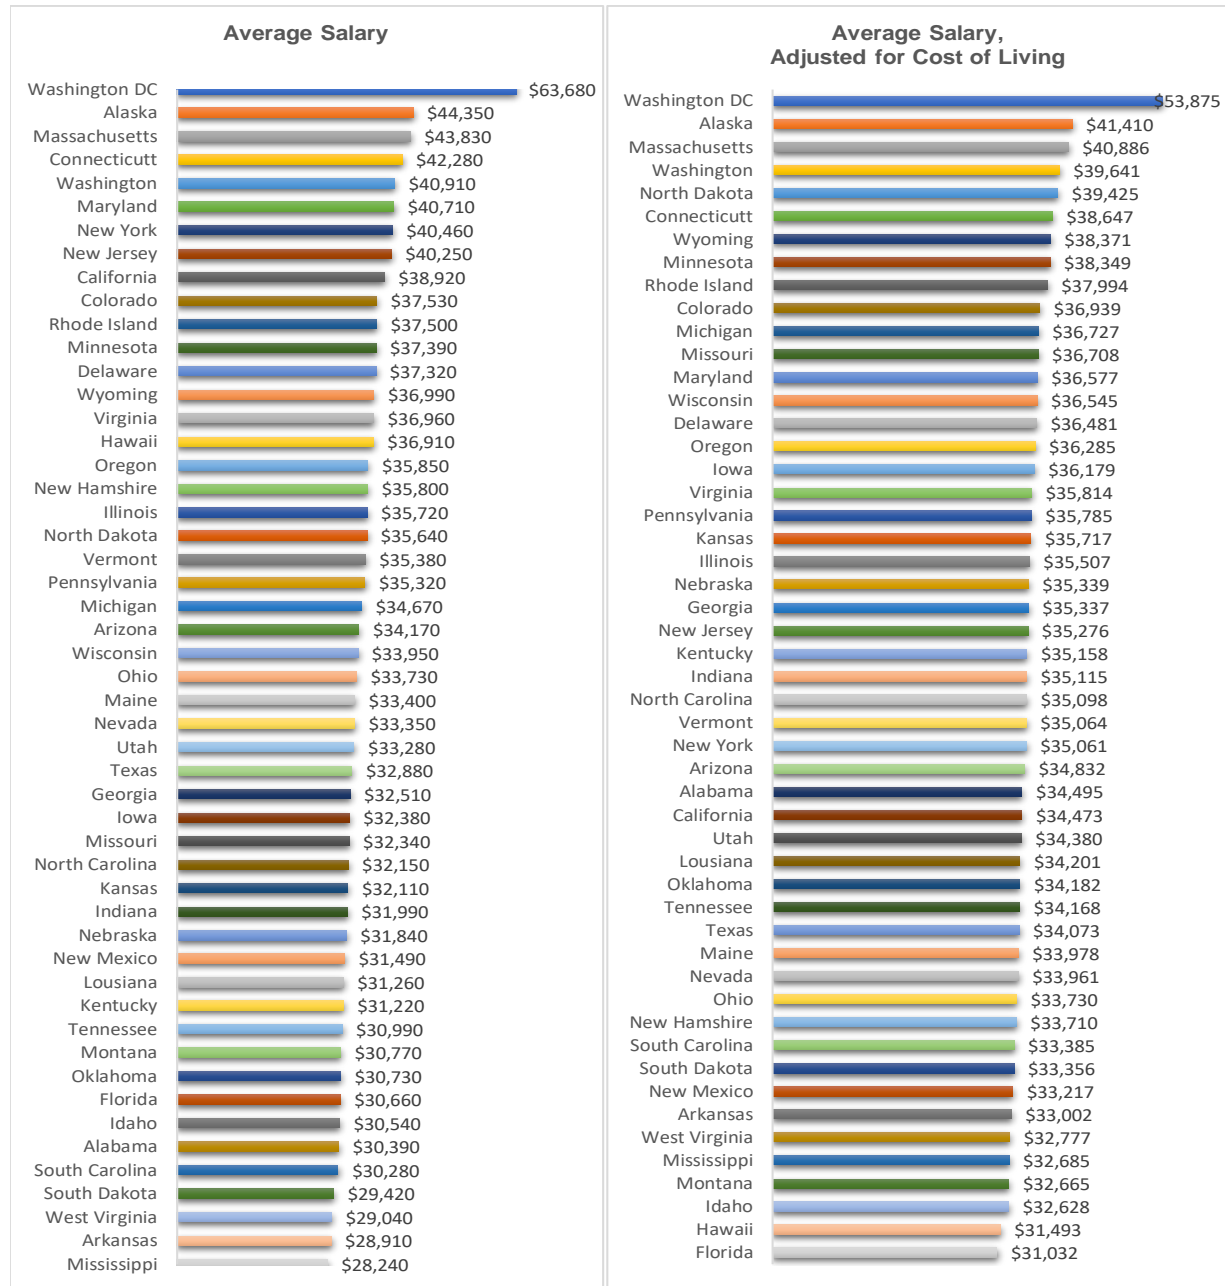 Average Salary
Washington DC $63,680
Alaska $44,350
Massachusetts $43,830
Connecticutt $42,280
Washington $40,910
Maryland $40,710
New York $40,460
New Jersey $40,250
California $38,920
Colorado $37,530
Rhode Island $37,500
Minnesota $37,390
Delaware $37,320
Wyoming $36,990
Virginia $36,960
Hawaii $36,910
Oregon $35,850
New Hamshire $35,800
Illinois $35,720
North Dakota $35,640
Vermont $35,380
Pennsylvania $35,320
Michigan $34,670
Arizona $34,170
Wisconsin $33,950
Ohio $33,730
Maine $33,400
Nevada $33,350
Utah $33,280
Texas $32,880
Georgia $32,510
Iowa $32,380
Missouri $32,340
North Carolina $32,150
Kansas $32,110
Indiana $31,990
Nebraska $31,840
New Mexico $31,490
Lousiana $31,260
Kentucky $31,220
Tennessee $30,990
Montana $30,770
Oklahoma $30,730
Florida $30,660
Idaho $30,540
Alabama $30,390
South Carolina $30,280
South Dakota $29,420
West Virginia $29,040
Arkansas $28,910
Mississippi $28,240
Average Salary,
Adjusted for Cost of Living
Washington DC $53,875
Alaska $41,410
Massachusetts $40,886
Washington $39,641
North Dakota $39,425
Connecticutt $38,647
Wyoming $38,371
Minnesota $38,349
Rhode Island $37,994
Colorado $36,939
Michigan $36,727
Missouri $36,708
Maryland $36,577
Wisconsin $36,545
Delaware $36,481
Oregon $36,285
Iowa $36,179
Virginia $35,814
Pennsylvania $35,785
Kansas $35,717
Illinois $35,507
Nebraska $35,339
Georgia $35,337
New Jersey $35,276
Kentucky $35,158
Indiana $35,115
North Carolina $35,098
Vermont $35,064
New York $35,061
Arizona $34,832
Alabama $34,495
California $34,473
Utah $34,380
Lousiana $34,201
Oklahoma $34,182
Tennessee $34,168
Texas $34,073
Maine $33,978
Nevada $33,961
Ohio $33,730
New Hamshire $33,710
South Carolina $33,385
South Dakota $33,356
New Mexico $33,217
Arkansas $33,002
West Virginia $32,777
Mississippi $32,685
Montana $32,665
Idaho $32,628
Hawaii $31,493
Florida $31,032